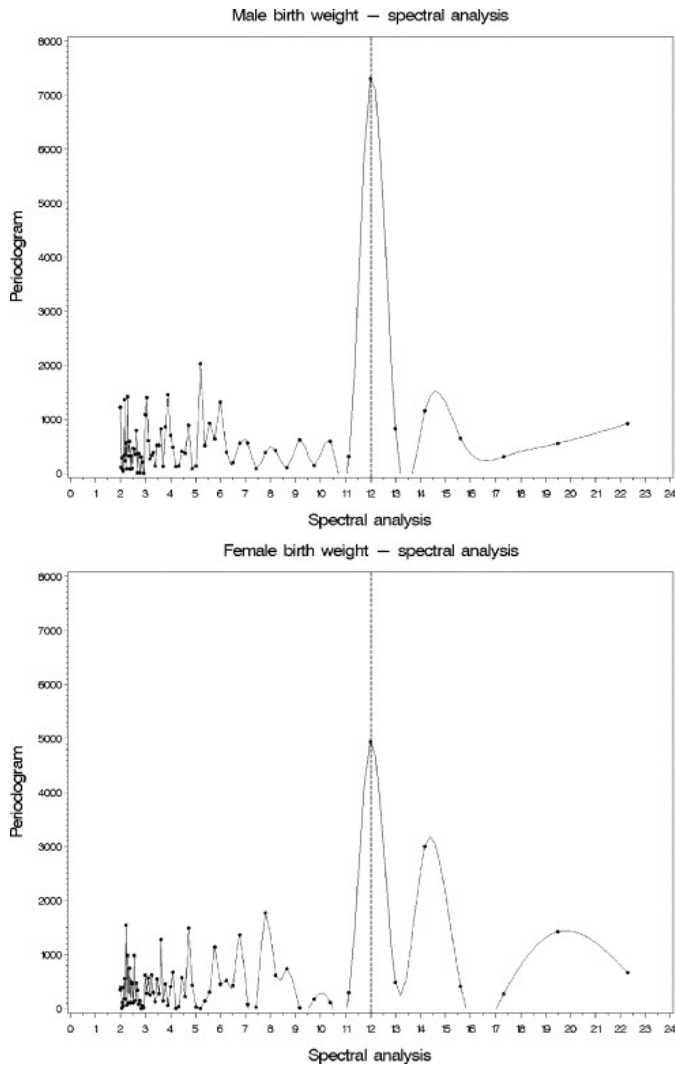 Male birth weight — spectral analysis
8000
7000
6000
5000
4000
3000
2000
1000
0
Periodogram
0 1 2 3 4 5 6 7 8 9 10 11 12 13 14 15 16 17 18 19 20 21 22 23 24
Spectral analysis
Female birth weight — spectral analysis
8000
7000
6000
5000
4000
3000
2000
1000
0
Periodogram
0 1 2 3 4 5 6 7 8 9 10 11 12 13 14 15 16 17 18 19 20 21 22 23 24
Spectral analysis